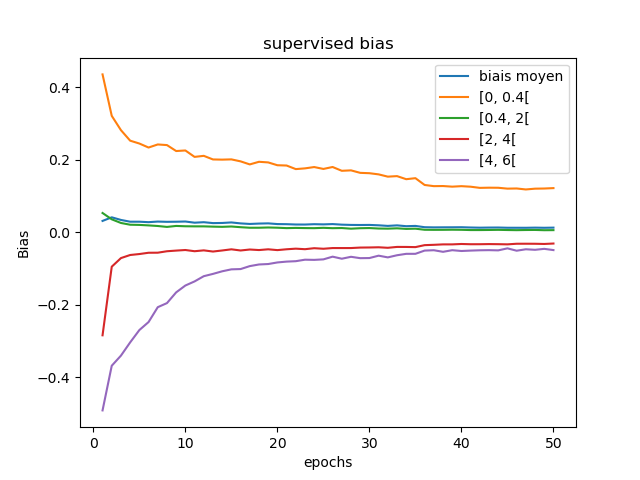 supervised bias
biais moyen
[0, 0.4[
[0.4, 2[
[2, 4[
[4, 6[
0.4
0.2
0.0
−0.2
−0.4
Bias
0 10 20 30 40 50
epochs